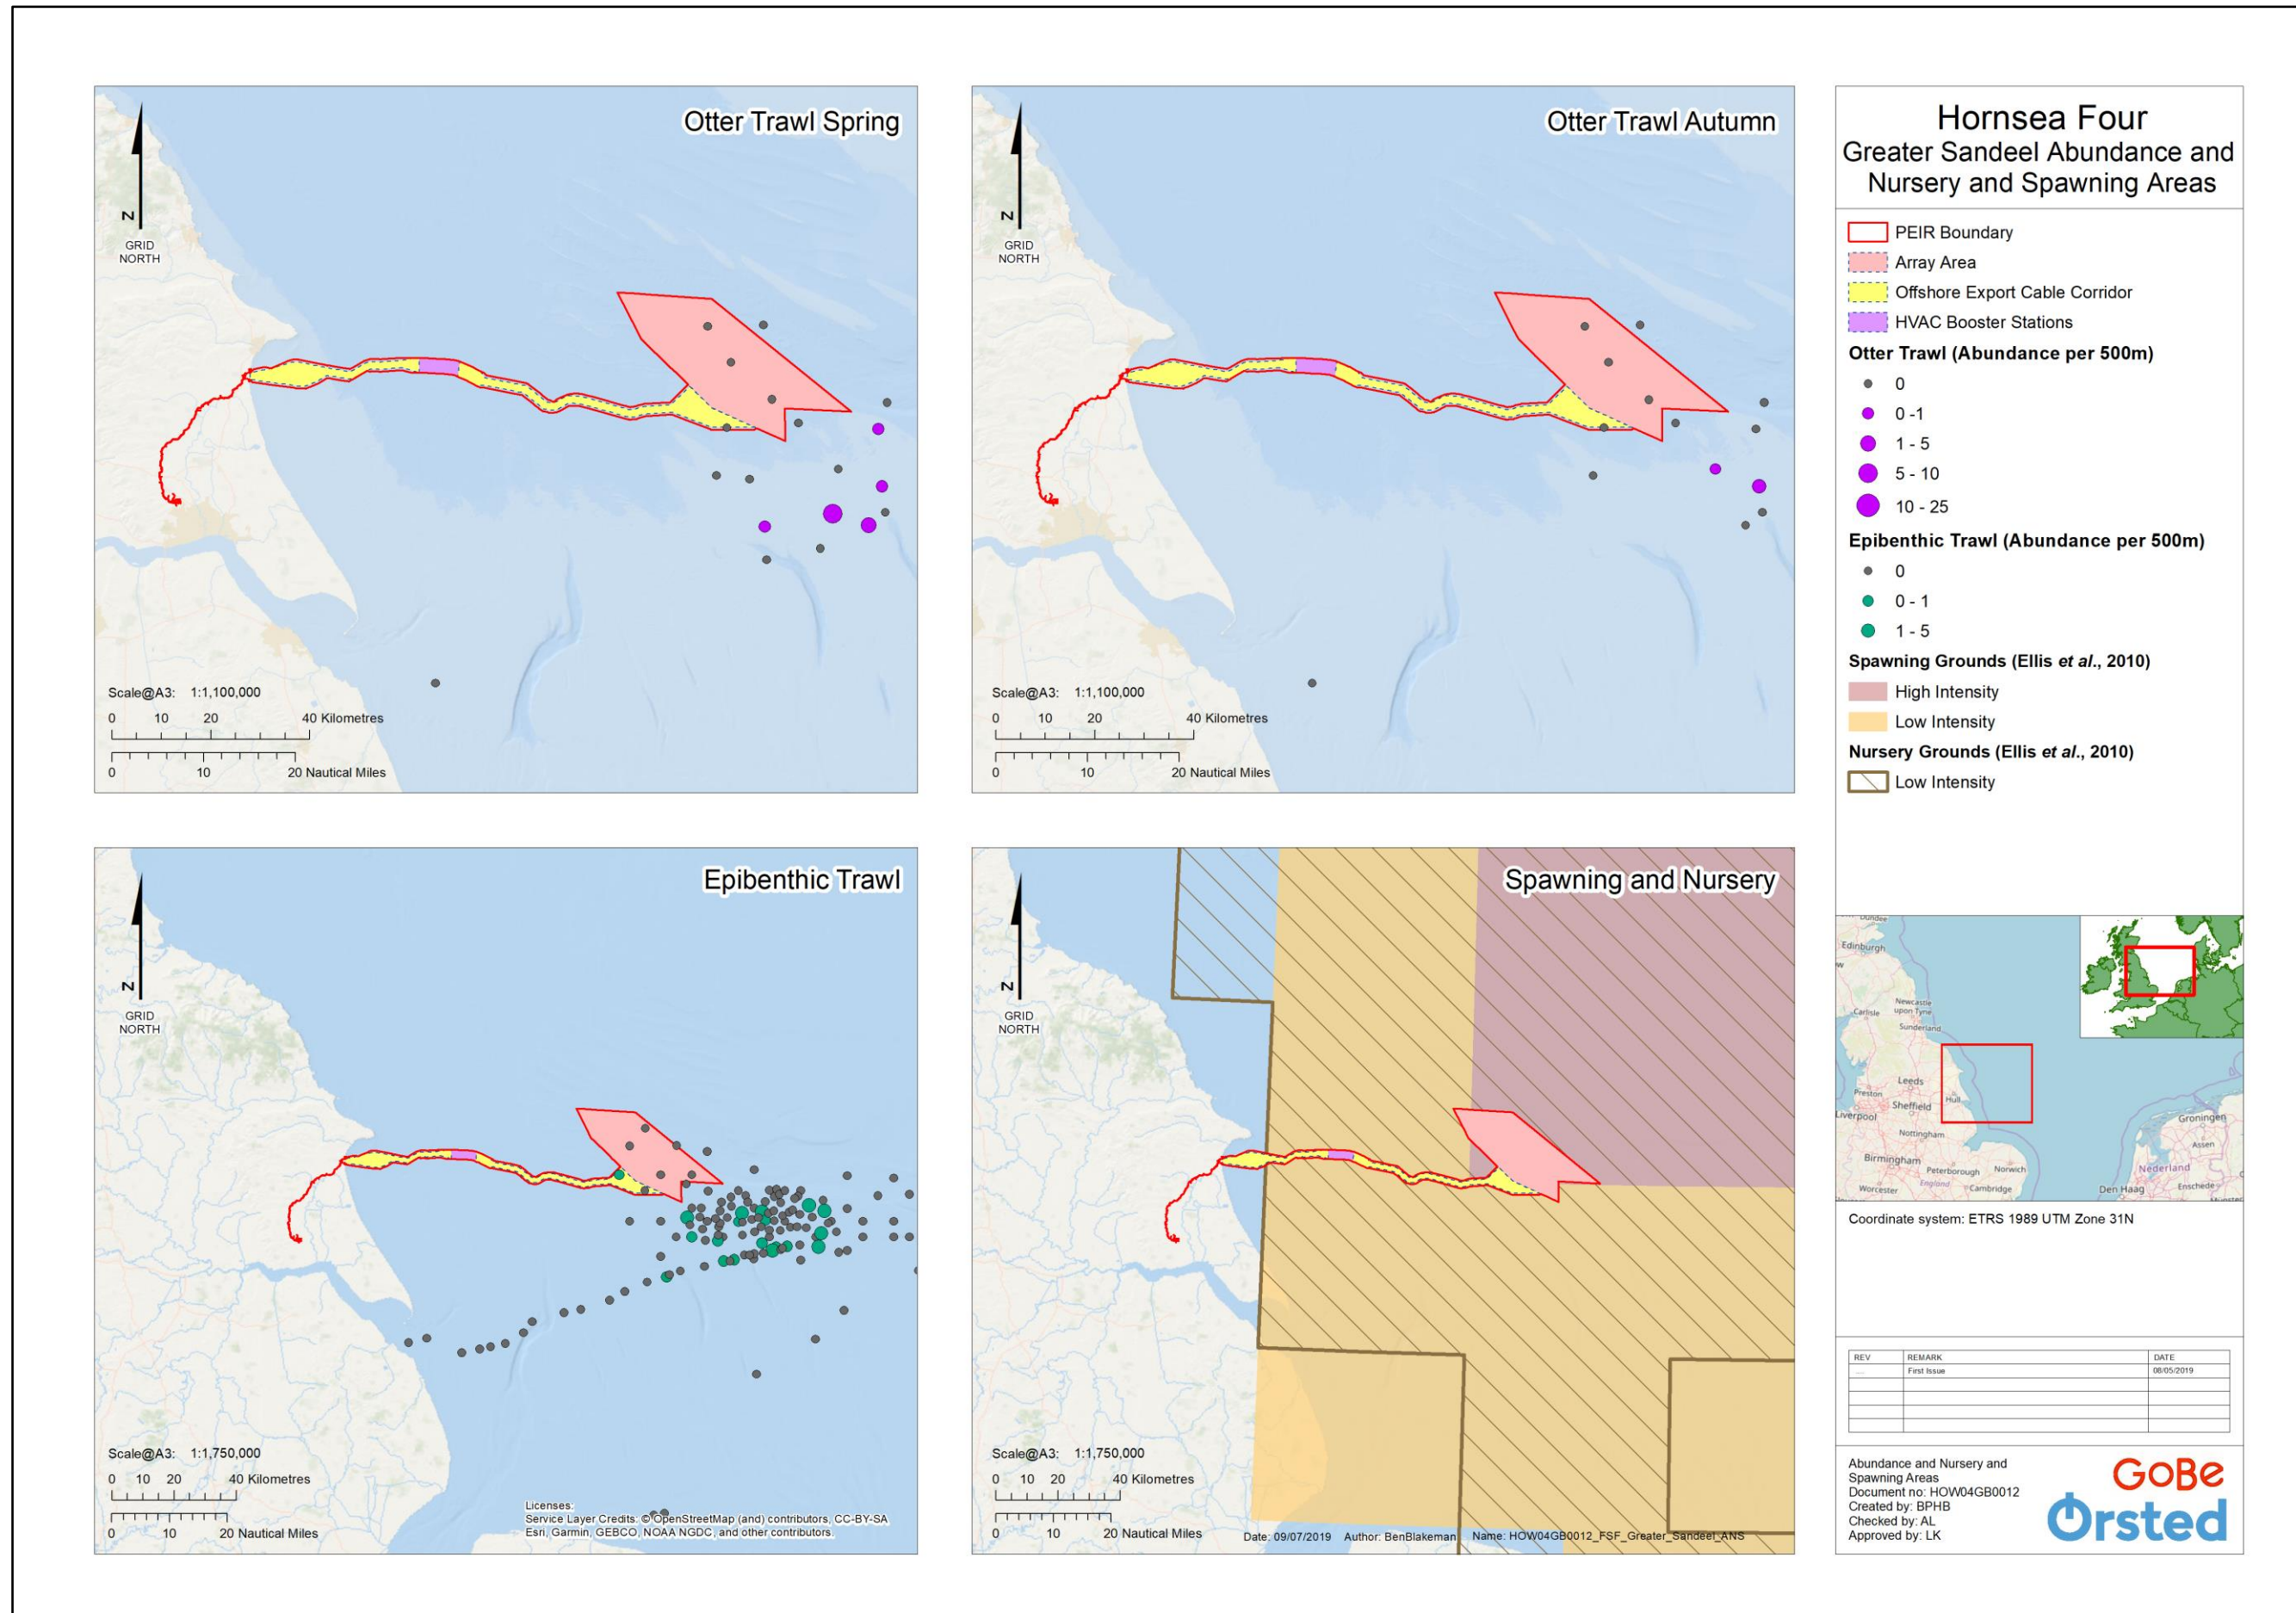 Otter Trawl Spring
N
GRID
NORTH
Scale@A3: 1:1,100,000
0 10 20 40 Kilometres
0 10 20 Nautical Miles
Otter Trawl Autumn
N
GRID
NORTH
Scale@A3: 1:1,100,000
0 10 20 40 Kilometres
0 10 20 Nautical Miles
Epibenthic Trawl
N
GRID
NORTH
Scale@A3: 1:1,750,000
0 10 20 40 Kilometres
0 10 20 Nautical Miles
Licenses:
Service Layer Credits: © OpenStreetMap (and) contributors, CC-BY-SA
Esri, Garmin, GEBCO, NOAA NGDC, and other contributors.
Spawning and Nursery
N
GRID
NORTH
Scale@A3: 1:1,750,000
0 10 20 40 Kilometres
0 10 20 Nautical Miles
Date: 09/07/2019 Author: BenBlakeman Name: HOW04GB0012_FSF_Greater_Sandeel_ANS
Hornsea Four
Greater Sandeel Abundance and
Nursery and Spawning Areas
PEIR Boundary
Array Area
Offshore Export Cable Corridor
HVAC Booster Stations
Otter Trawl (Abundance per 500m)
0
0 -1
1 - 5
5 - 10
10 - 25
Epibenthic Trawl (Abundance per 500m)
0
0 - 1
1 - 5
Spawning Grounds (Ellis et al., 2010)
High Intensity
Low Intensity
Nursery Grounds (Ellis et al., 2010)
Low Intensity
Dundee
Edinburgh
Newcastle
upon Tyne
Carlisle
Sunderland
Leeds
Preston
Hull
Sheffield
Liverpool
Nottingham
Birmingham
Peterborough
Norwich
England
Worcester
Cambridge
Groningen
Assen
Nederland
Den Haag
Enschede
Coordinate system: ETRS 1989 UTM Zone 31N
REV REMARK DATE
.... First Issue 08/05/2019
Abundance and Nursery and
Spawning Areas
Document no: HOW04GB0012
Created by: BPHB
Checked by: AL
Approved by: LK
GoBe
Orsted